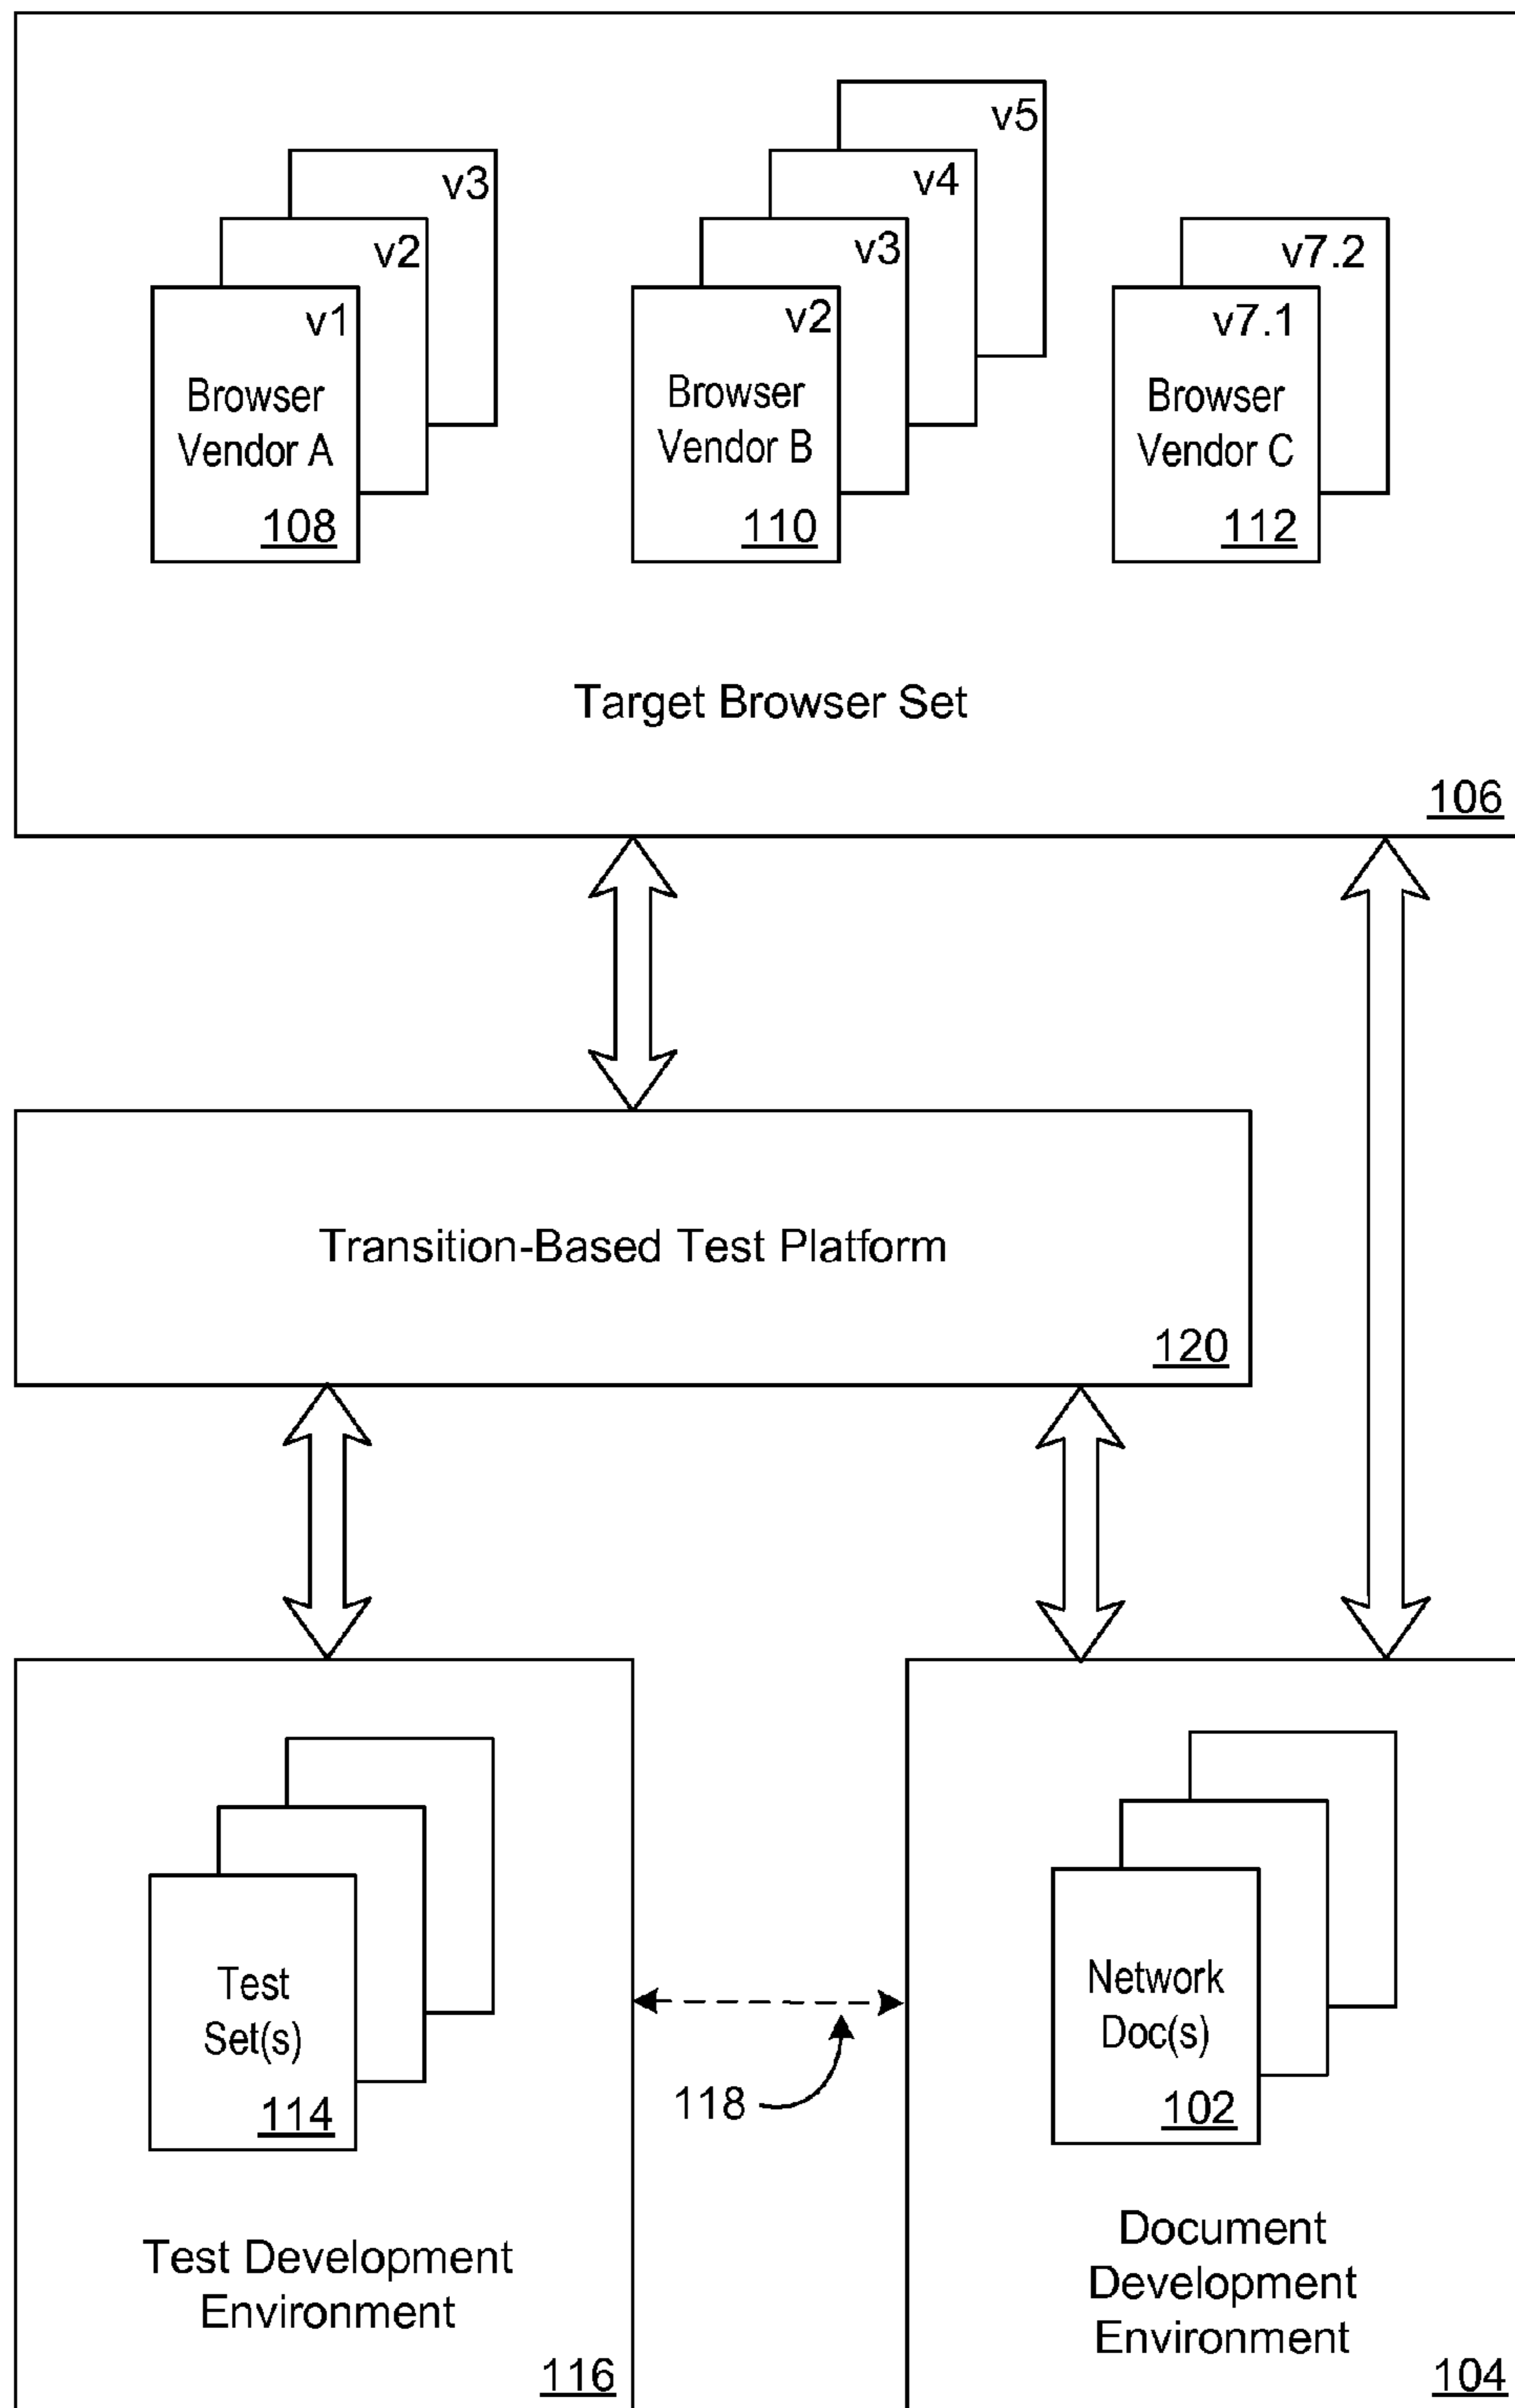 v3
v2
v1
Browser
Vendor A
108
v5
v4
v3
v2
Browser
Vendor B
110
v7.2
v7.1
Browser
Vendor C
112
Target Browser Set
106
Transition-Based Test Platform
120
Test
Set(s)
114
Test Development
Environment
116
118
Network
Doc(s)
102
Document
Development
Environment
104